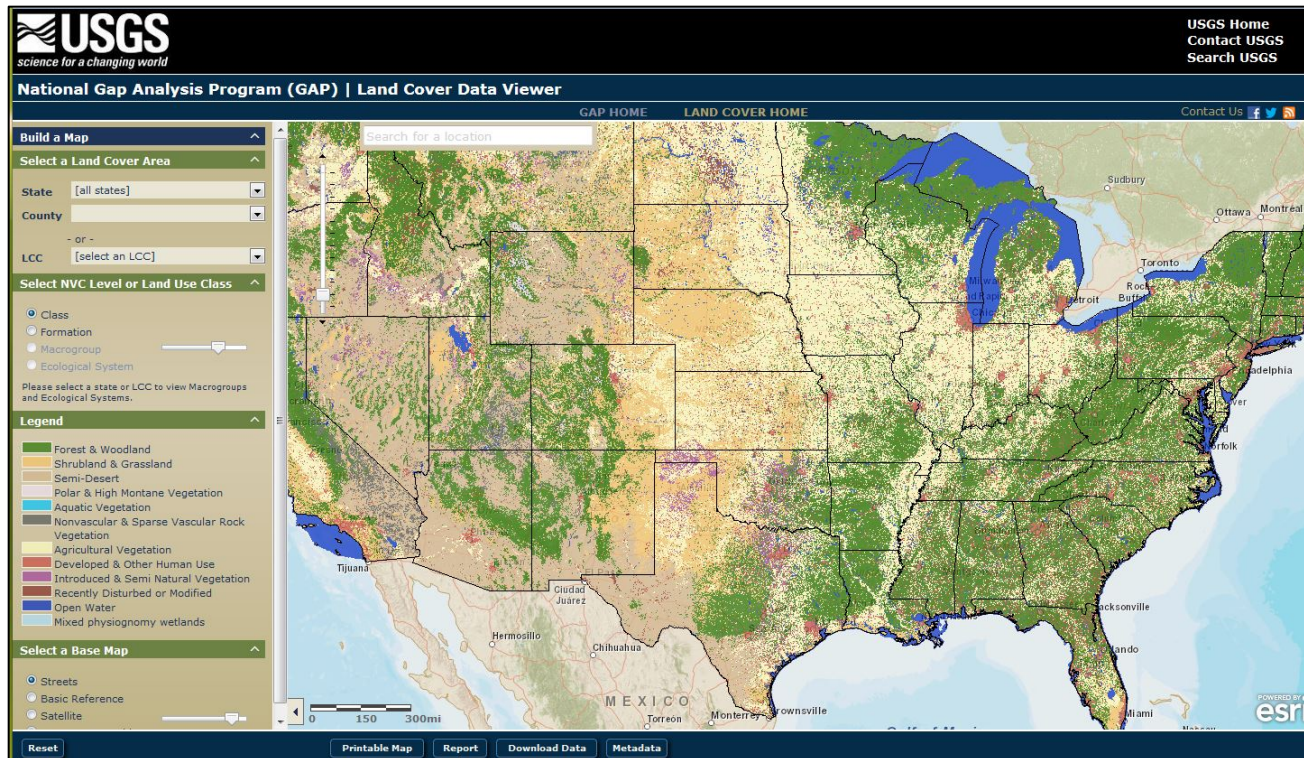 USGS
science for a changing world
USGS Home
Contact USGS
Search USGS
National Gap Analysis Program (GAP) | Land Cover Data Viewer
GAP HOME LAND COVER HOME
Contact Us
Build a Map
Select a Land Cover Area
State [all states]
County
- or -
LCC [select an LCC]
Select NVC Level or Land Use Class
Class
Formation
Macrogroup
Ecological System
Please select a state or LCC to view Macrogroups
and Ecological Systems.
Legend
Forest & Woodland
Shrubland & Grassland
Semi-Desert
Polar & High Montane Vegetation
Aquatic Vegetation
Nonvascular & Sparse Vascular Rock
Vegetation
Agricultural Vegetation
Developed & Other Human Use
Introduced & Semi Natural Vegetation
Recently Disturbed or Modified
Open Water
Mixed physiognomy wetlands
Select a Base Map
Streets
Basic Reference
Satellite
Search for a location
Sudbury
Ottawa
Montréal
Toronto
Tijuana
Ciudad
Juárez
Hermosillo
Chihuahua
MEXICO
Torreón
Monterrey
Miami
0 150 300mi
POWERED BY
esri
Reset
Printable Map
Report
Download Data
Metadata